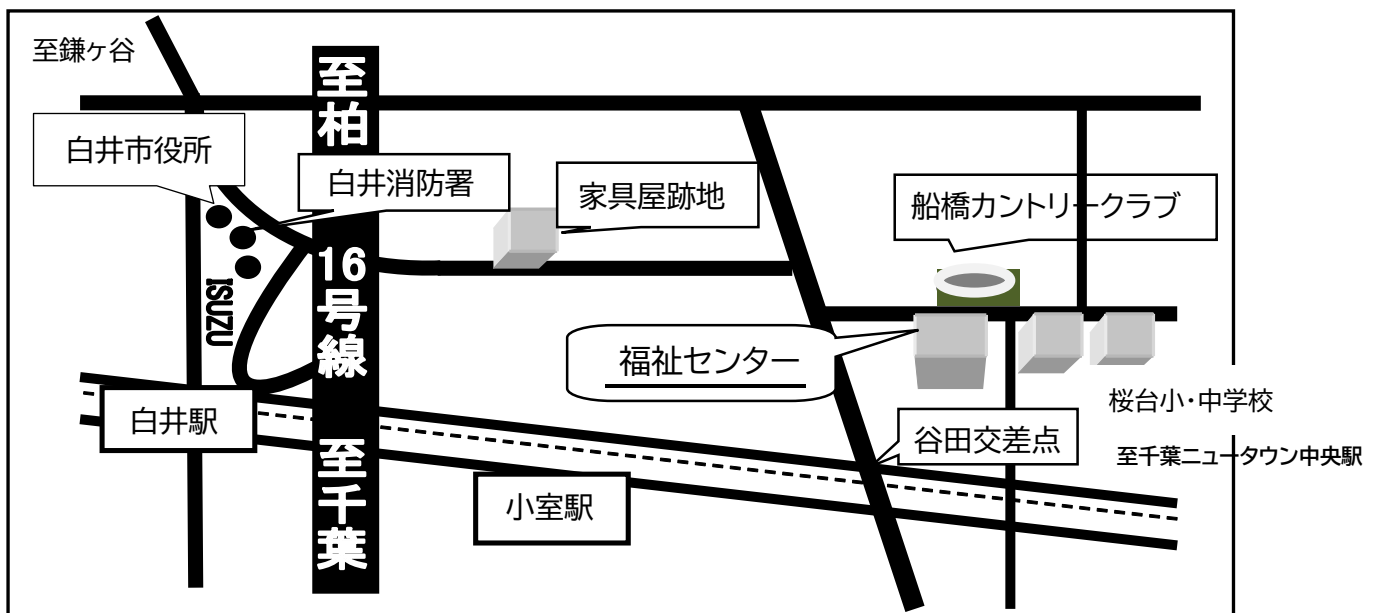 至鎌ヶ谷
至柏
白井市役所
白井消防署
家具屋跡地
船橋カントリークラブ
16号線
ISUZU
福祉センター
桜台小・中学校
白井駅
谷田交差点
至千葉ニュータウン中央駅
至千葉
小室駅